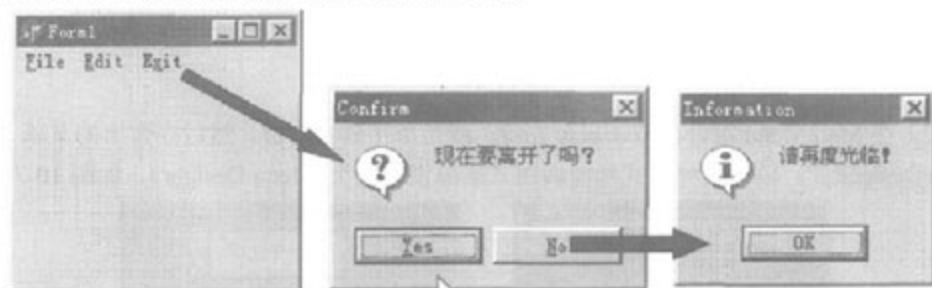 Form1
File Edit Exit
Confirm
现在要离开了吗?
Yes
No
Information
请再度光临!
OK